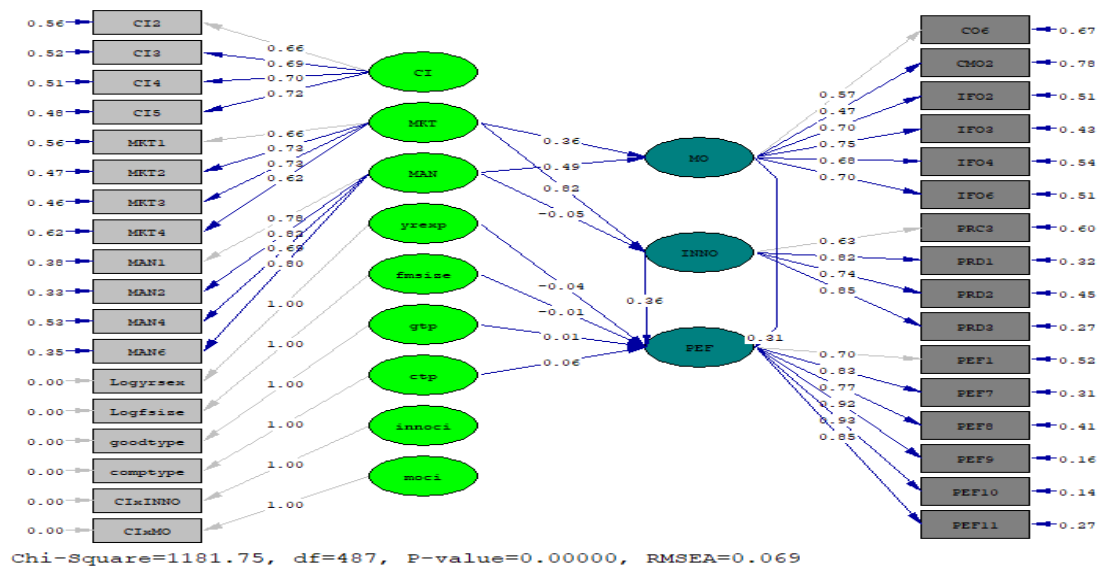 0.56 CI2
0.52 CI3
0.51 CI4
0.48 CI5
0.56 MKT1
0.47 MKT2
0.46 MKT3
0.62 MKT4
0.38 MAN1
0.33 MAN2
0.53 MAN4
0.35 MAN6
0.00 Logyrsex
0.00 Logfsize
0.00 goodtype
0.00 comptype
0.00 CIxINNO
0.00 CIxMO
0.66
0.69
0.70
0.72
0.66
0.73
0.73
0.62
0.78
0.82
0.69
0.80
1.00
1.00
1.00
1.00
1.00
1.00
CI
MKT
MAN
yrexp
fmsize
gtp
ctp
innoci
moci
0.36
0.49
0.82
-0.05
-0.04
-0.01
0.01
0.06
0.36
0.31
MO
INNO
PEF
0.57
0.47
0.70
0.75
0.68
0.70
0.63
0.82
0.74
0.85
0.70
0.83
0.77
0.92
0.93
0.85
CO6 0.67
CMO2 0.78
IFO2 0.51
IFO3 0.43
IFO4 0.54
IFO6 0.51
PRC3 0.60
PRD1 0.32
PRD2 0.45
PRD3 0.27
PEF1 0.52
PEF7 0.31
PEF8 0.41
PEF9 0.16
PEF10 0.14
PEF11 0.27
Chi-Square=1181.75, df=487, P-value=0.00000, RMSEA=0.069